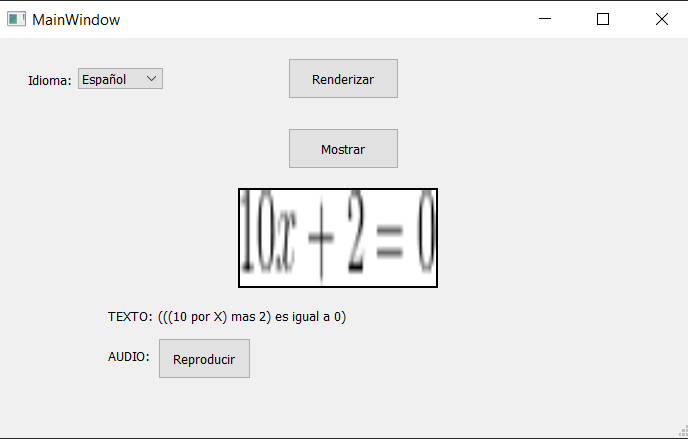 MainWindow
Idioma: Español
Renderizar
Mostrar
10x + 2 = 0
TEXTO: (((10 por X) mas 2) es igual a 0)
AUDIO: Reproducir